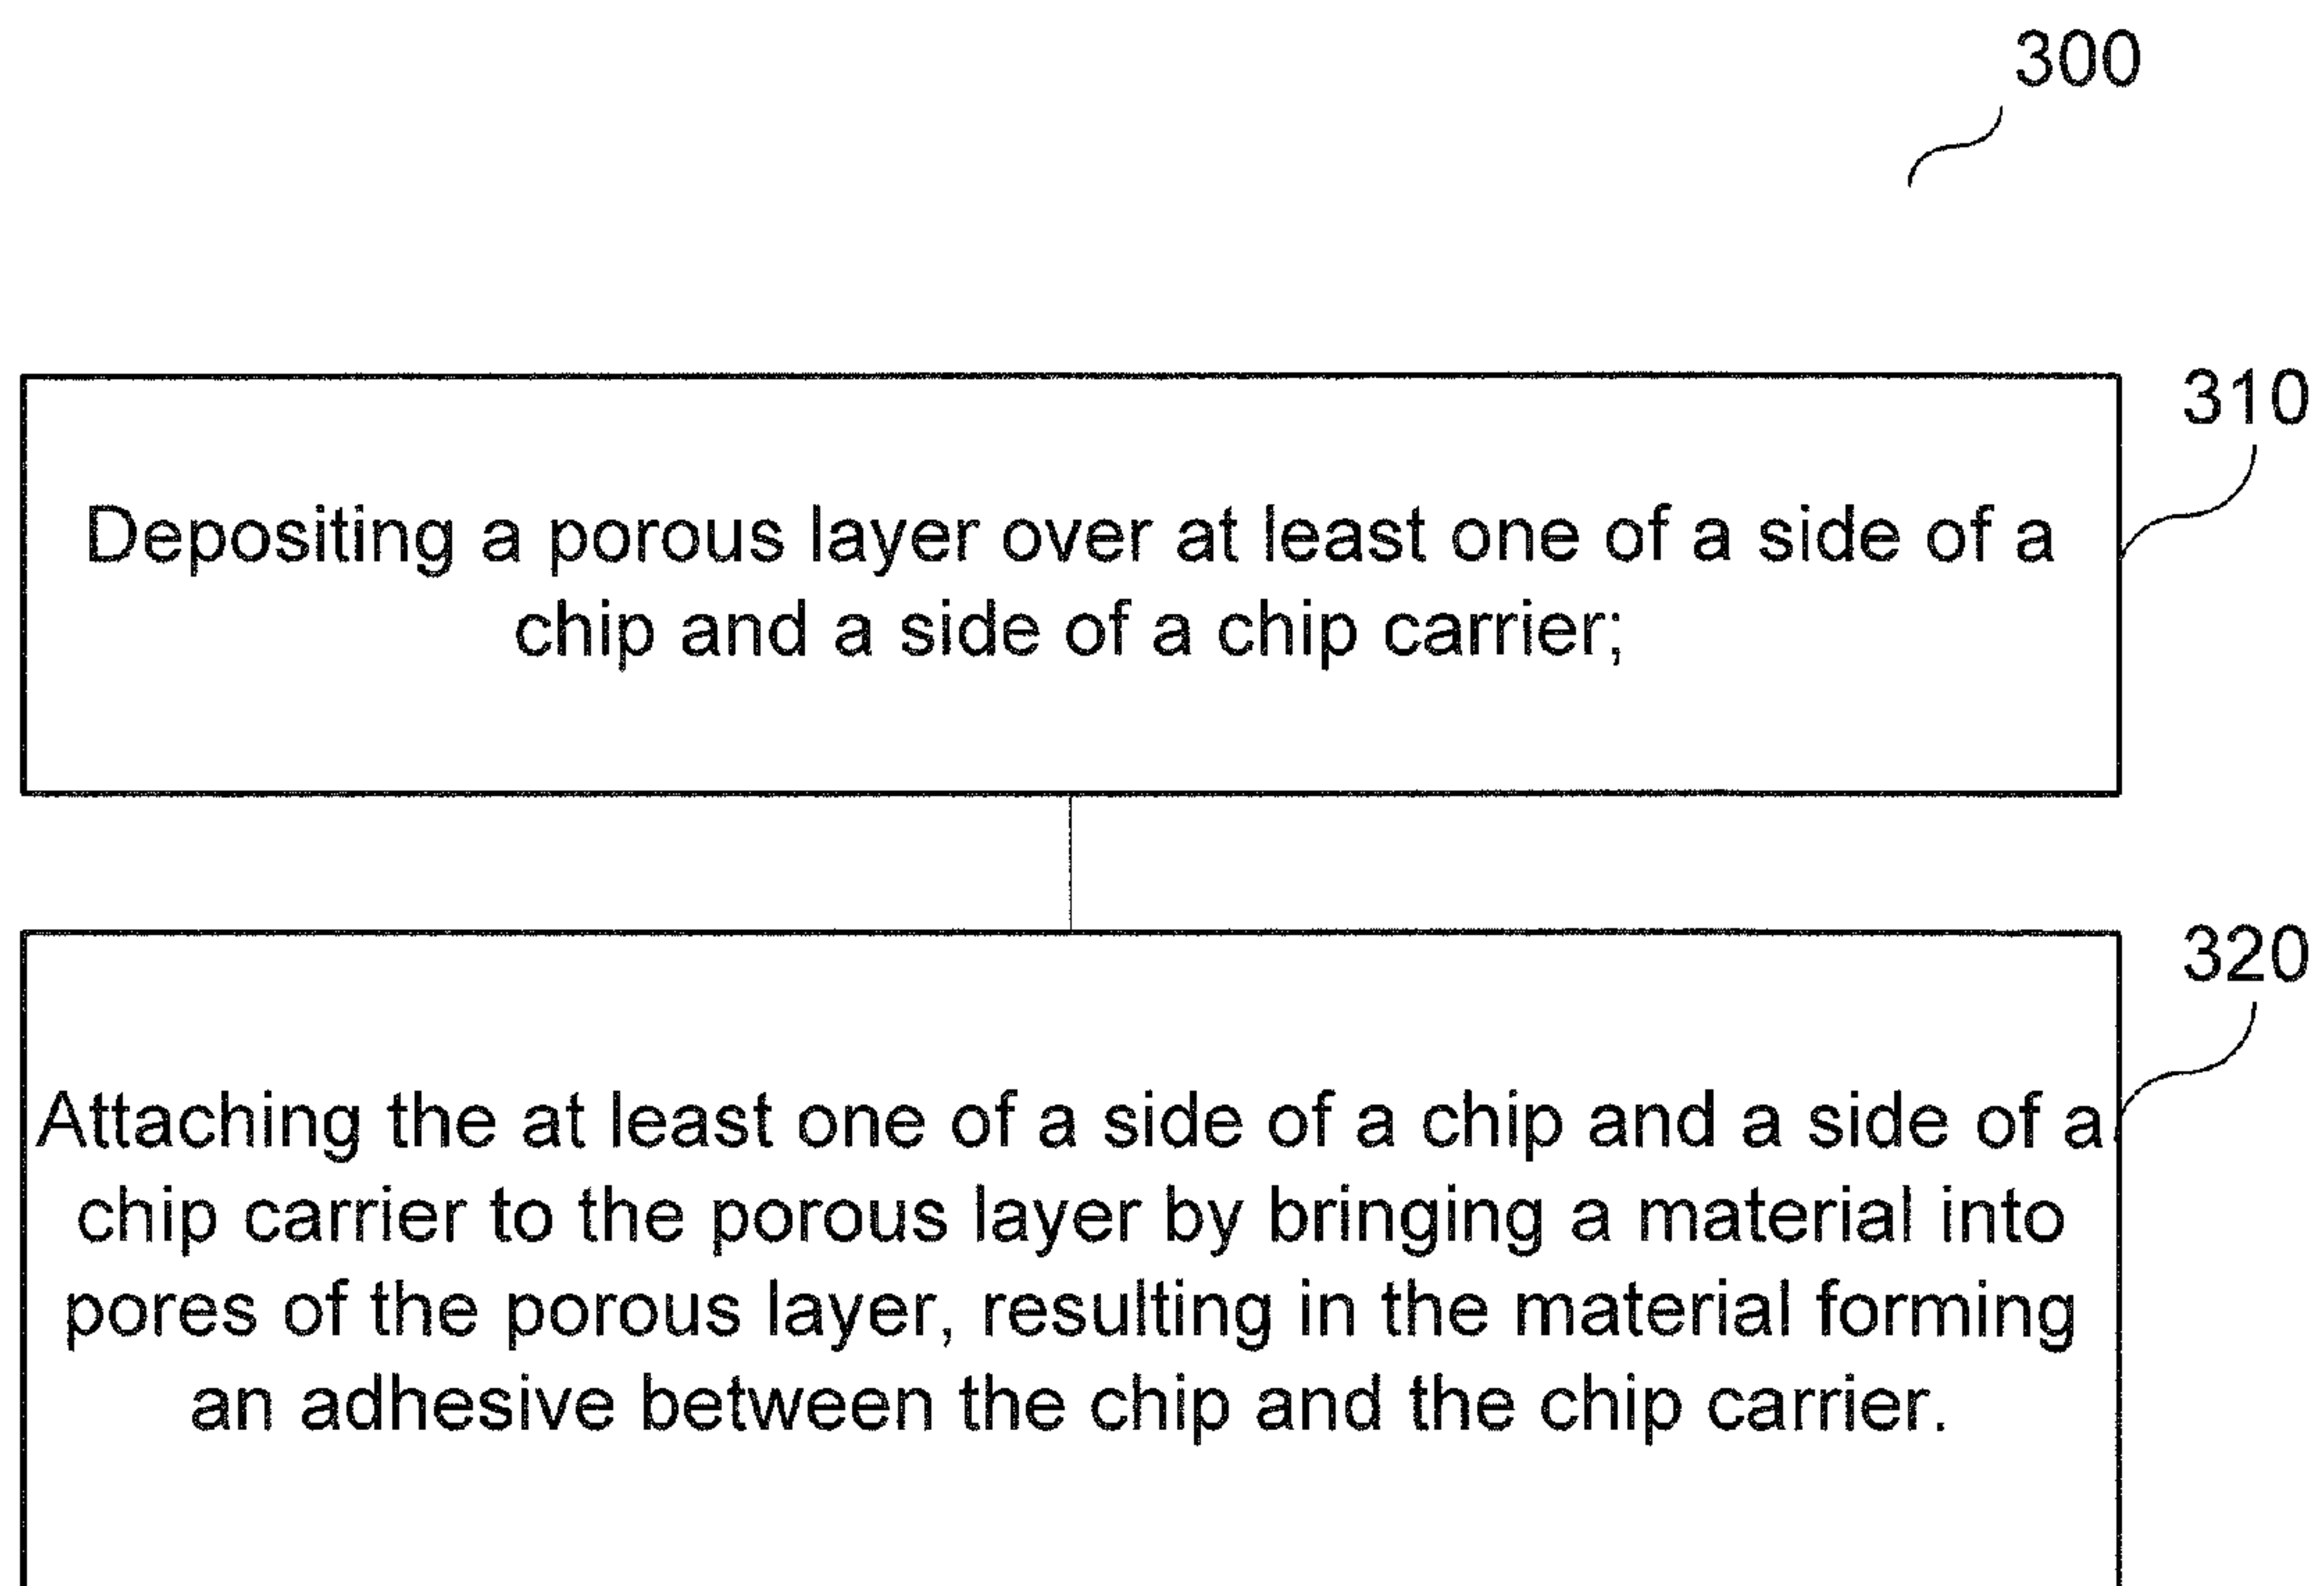 300
310
Depositing a porous layer over at least one of a side of a
chip and a side of a chip carrier;
320
Attaching the at least one of a side of a chip and a side of a
chip carrier to the porous layer by bringing a material into
pores of the porous layer, resulting in the material forming
an adhesive between the chip and the chip carrier.